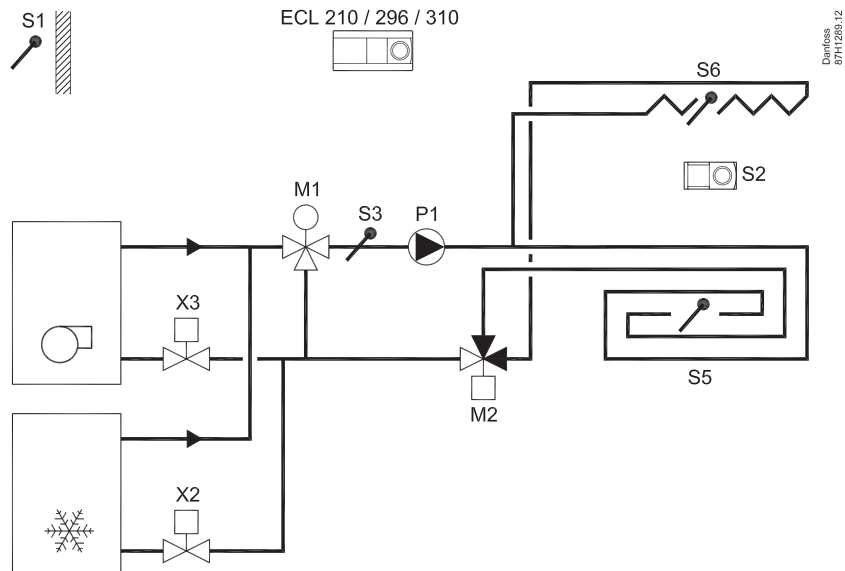 S1
ECL 210 / 296 / 310
Danfoss
87H1289.12
S6
S2
M1
S3
P1
X3
S5
M2
X2